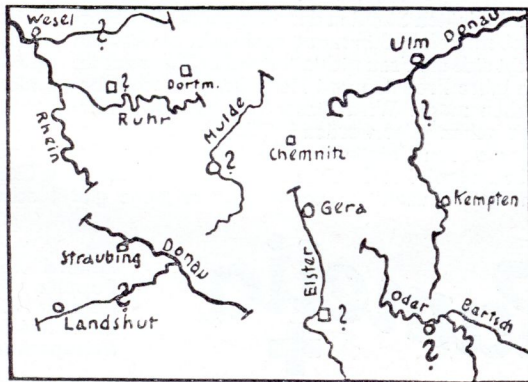 Wesel
?
Ulm
Donau
?
Dortm.
Ruhr
Rhein
Mulde
?
?
Chemnitz
Kempten
Gera
Donau
Straubing
Elster
Oder
Bartsch
?
Landshut
?
?